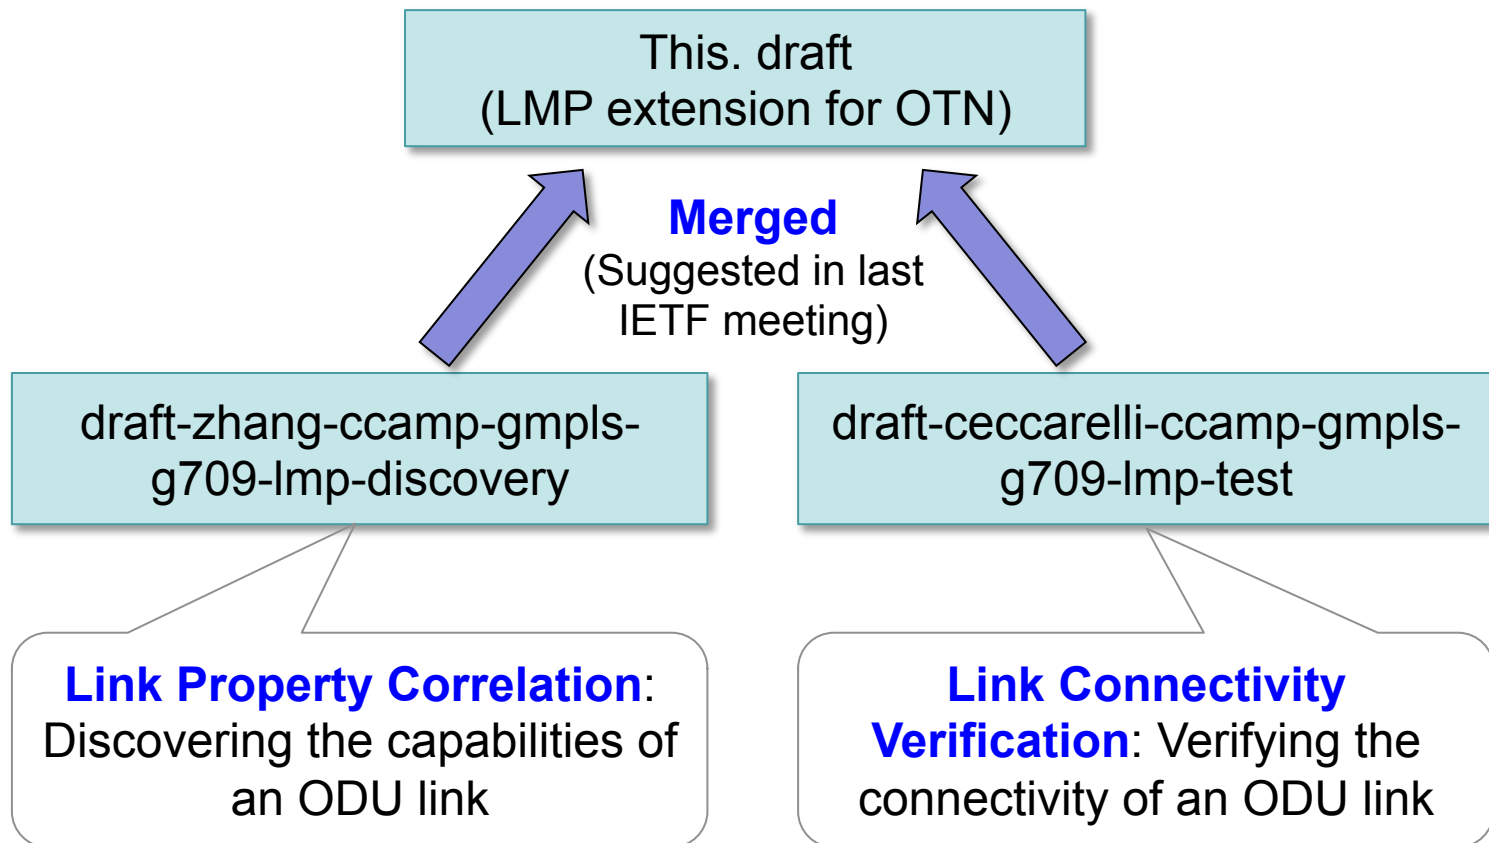 This. draft
(LMP extension for OTN)
Merged
(Suggested in last
IETF meeting)
draft-zhang-ccamp-gmpls-
g709-lmp-discovery
draft-ceccarelli-ccamp-gmpls-
g709-lmp-test
Link Property Correlation:
Discovering the capabilities of
an ODU link
Link Connectivity
Verification: Verifying the
connectivity of an ODU link